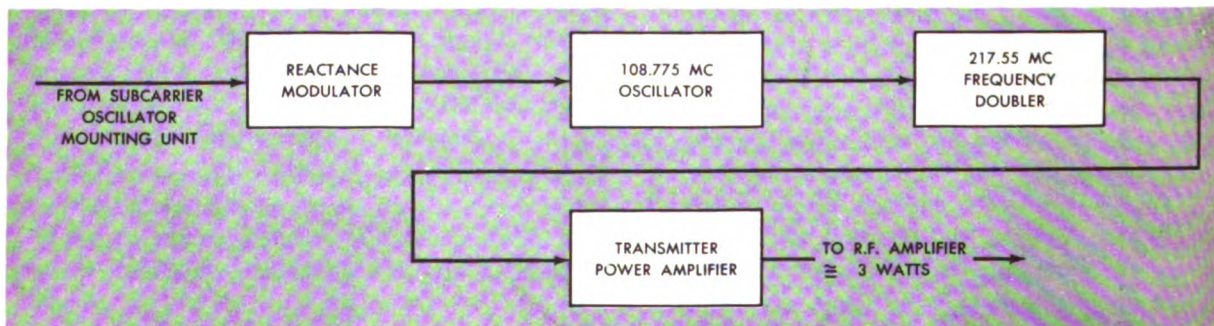 REACTANCE
MODULATOR
108.775 MC
OSCILLATOR
217.55 MC
FREQUENCY
DOUBLER
FROM SUBCARRIER
OSCILLATOR
MOUNTING UNIT
TRANSMITTER
POWER AMPLIFIER
TO R.F. AMPLIFIER
≅ 3 WATTS